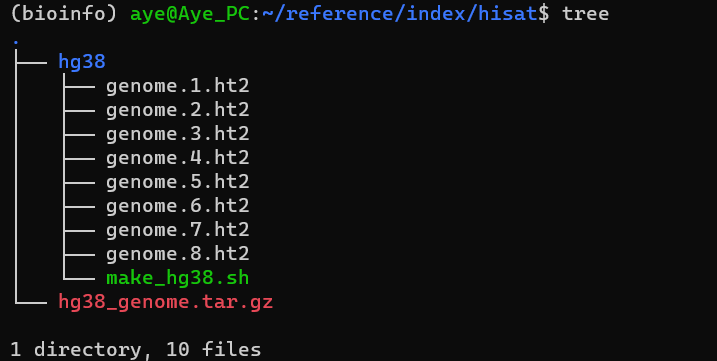 (bioinfo) aye@Aye_PC:~/reference/index/hisat$ tree
.
├── hg38
│   ├── genome.1.ht2
│   ├── genome.2.ht2
│   ├── genome.3.ht2
│   ├── genome.4.ht2
│   ├── genome.5.ht2
│   ├── genome.6.ht2
│   ├── genome.7.ht2
│   ├── genome.8.ht2
│   └── make_hg38.sh
└── hg38_genome.tar.gz

1 directory, 10 files